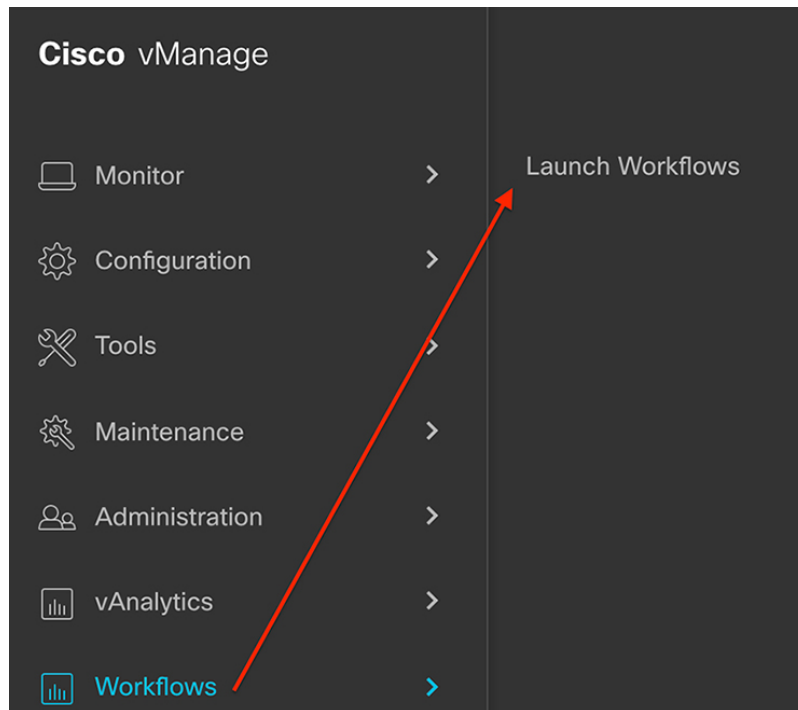 Cisco vManage
Monitor
Configuration
Tools
Maintenance
Administration
vAnalytics
Workflows
Launch Workflows